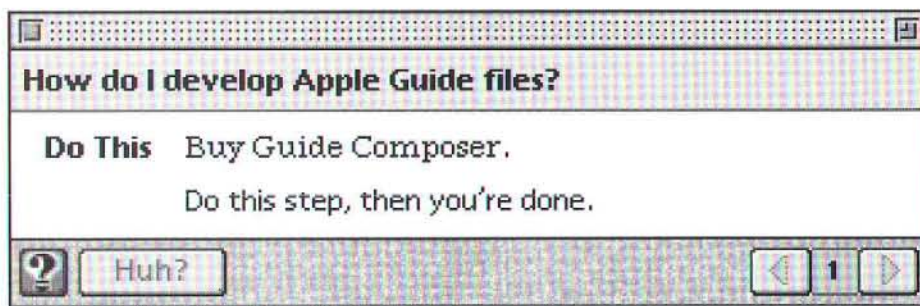 How do I develop Apple Guide files?
Do This Buy Guide Composer.
Do this step, then you're done.
? Huh? 1